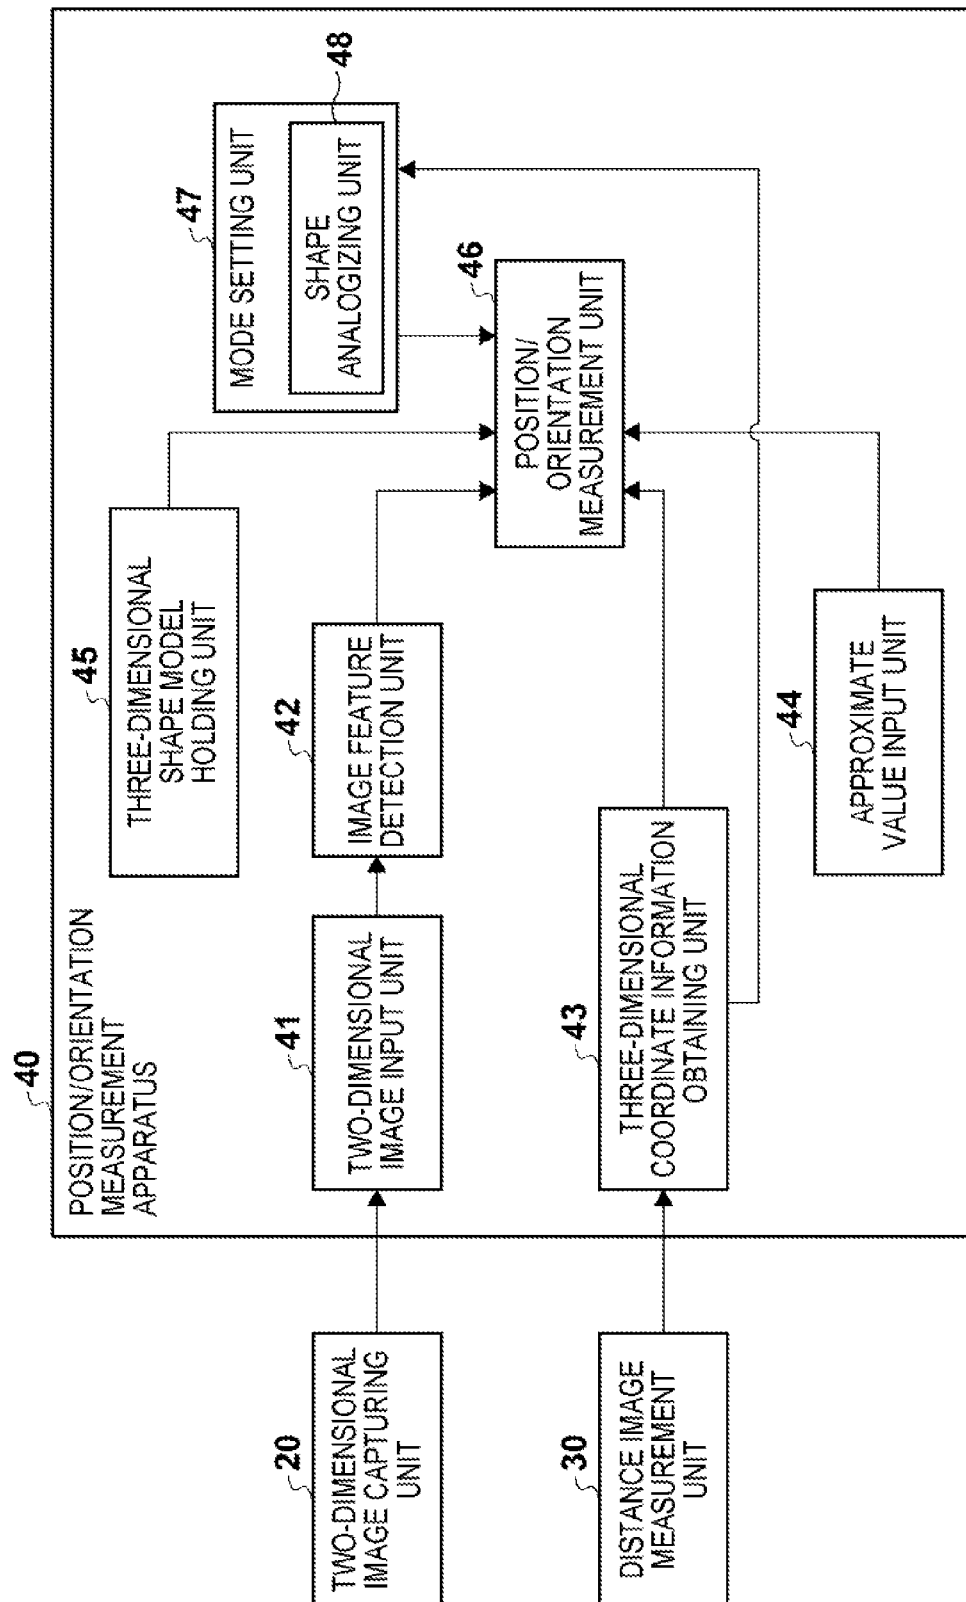 40
POSITION/ORIENTATION
MEASUREMENT
APPARATUS
20
TWO-DIMENSIONAL
IMAGE CAPTURING
UNIT
30
DISTANCE IMAGE
MEASUREMENT
UNIT
41
TWO-DIMENSIONAL
IMAGE INPUT UNIT
42
IMAGE FEATURE
DETECTION UNIT
43
THREE-DIMENSIONAL
COORDINATE INFORMATION
OBTAINING UNIT
44
APPROXIMATE
VALUE INPUT UNIT
45
THREE-DIMENSIONAL
SHAPE MODEL
HOLDING UNIT
46
POSITION/
ORIENTATION
MEASUREMENT UNIT
47
MODE SETTING UNIT
48
SHAPE
ANALOGIZING UNIT